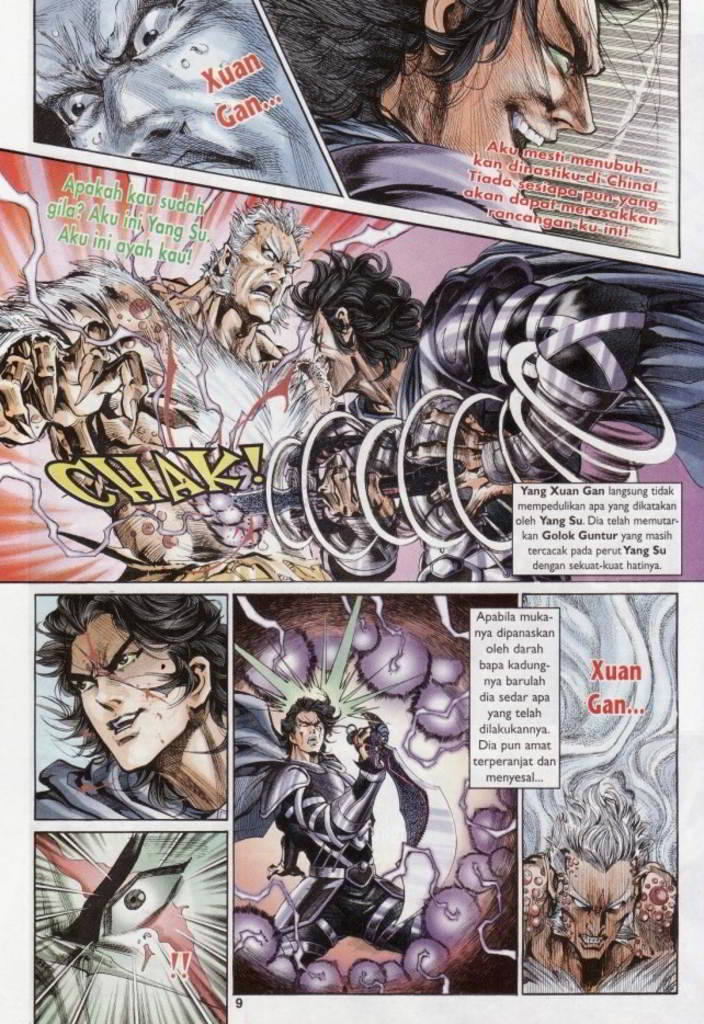 Xuan
Gan...
Aku mesti menubuh-
kan dinastiku di China!
Tiada sesiapa pun yang
akan dapat merosakkan
rancangan-ku ini!
Apakah kau sudah
gila? Aku ini Yang Su.
Aku ini ayah kau!
CHAK!
Yang Xuan Gan langsung tidak
mempedulikan apa yang dikatakan
oleh Yang Su. Dia telah memutar-
kan Golok Guntur yang masih
tercacak pada perut Yang Su
dengan sekuat-kuat hatinya.
Apabila muka-
nya dipanaskan
oleh darah
bapa kadung-
nya barulah
dia sedar apa
yang telah
dilakukannya.
Dia pun amat
terperanjat dan
menyesal...
Xuan
Gan...
!!
9